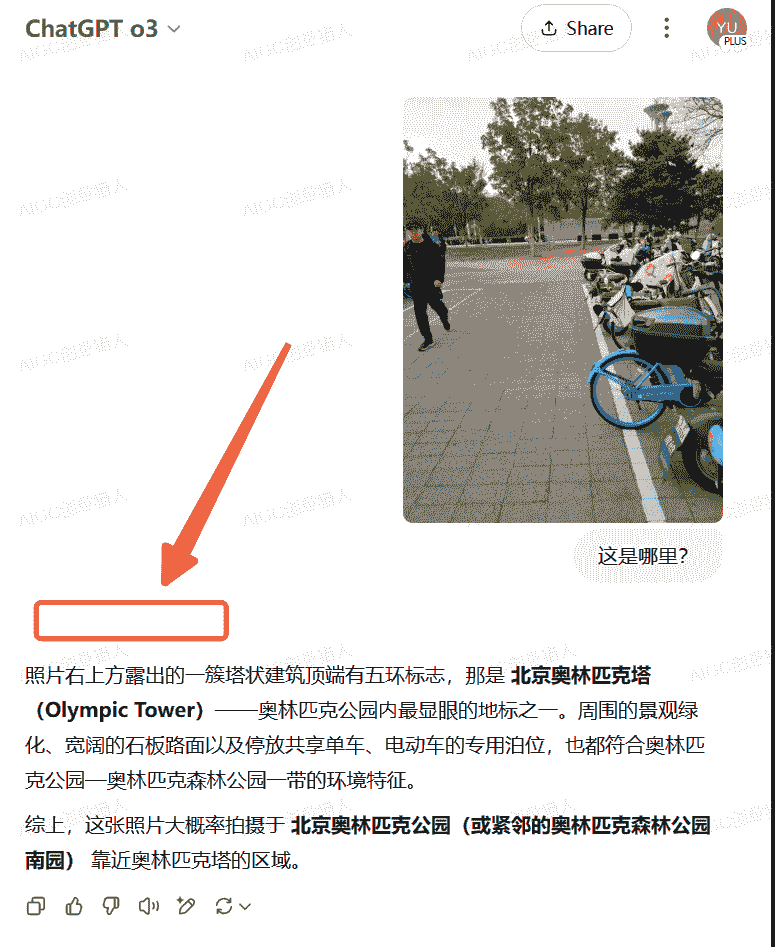 ChatGPT o3
Share
YU
PLUS
这是哪里？
照片右上方露出的一簇塔状建筑顶端有五环标志，那是 北京奥林匹克塔
（Olympic Tower）——奥林匹克公园内最显眼的地标之一。周围的景观绿
化、宽阔的石板路面以及停放共享单车、电动车的专用泊位，也都符合奥林匹
克公园—奥林匹克森林公园一带的环境特征。
综上，这张照片大概率拍摄于 北京奥林匹克公园（或紧邻的奥林匹克森林公园
南园） 靠近奥林匹克塔的区域。